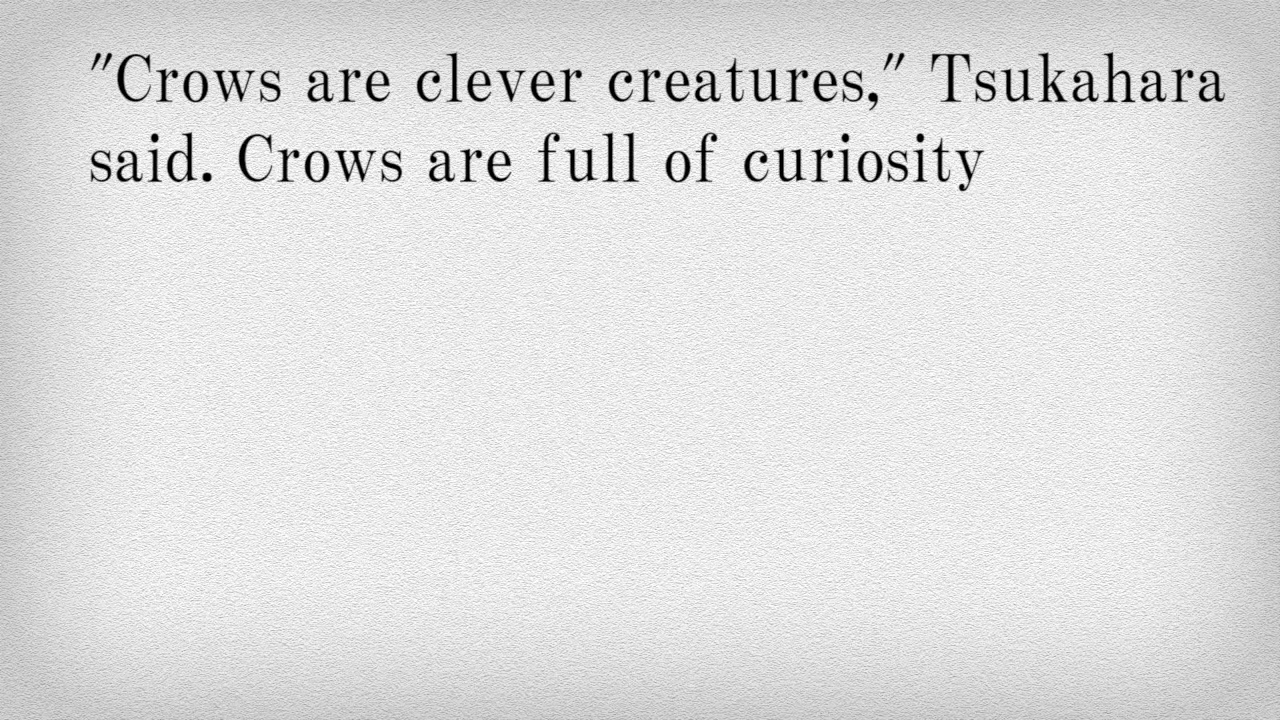 "Crows are clever creatures," Tsukahara
said. Crows are full of curiosity